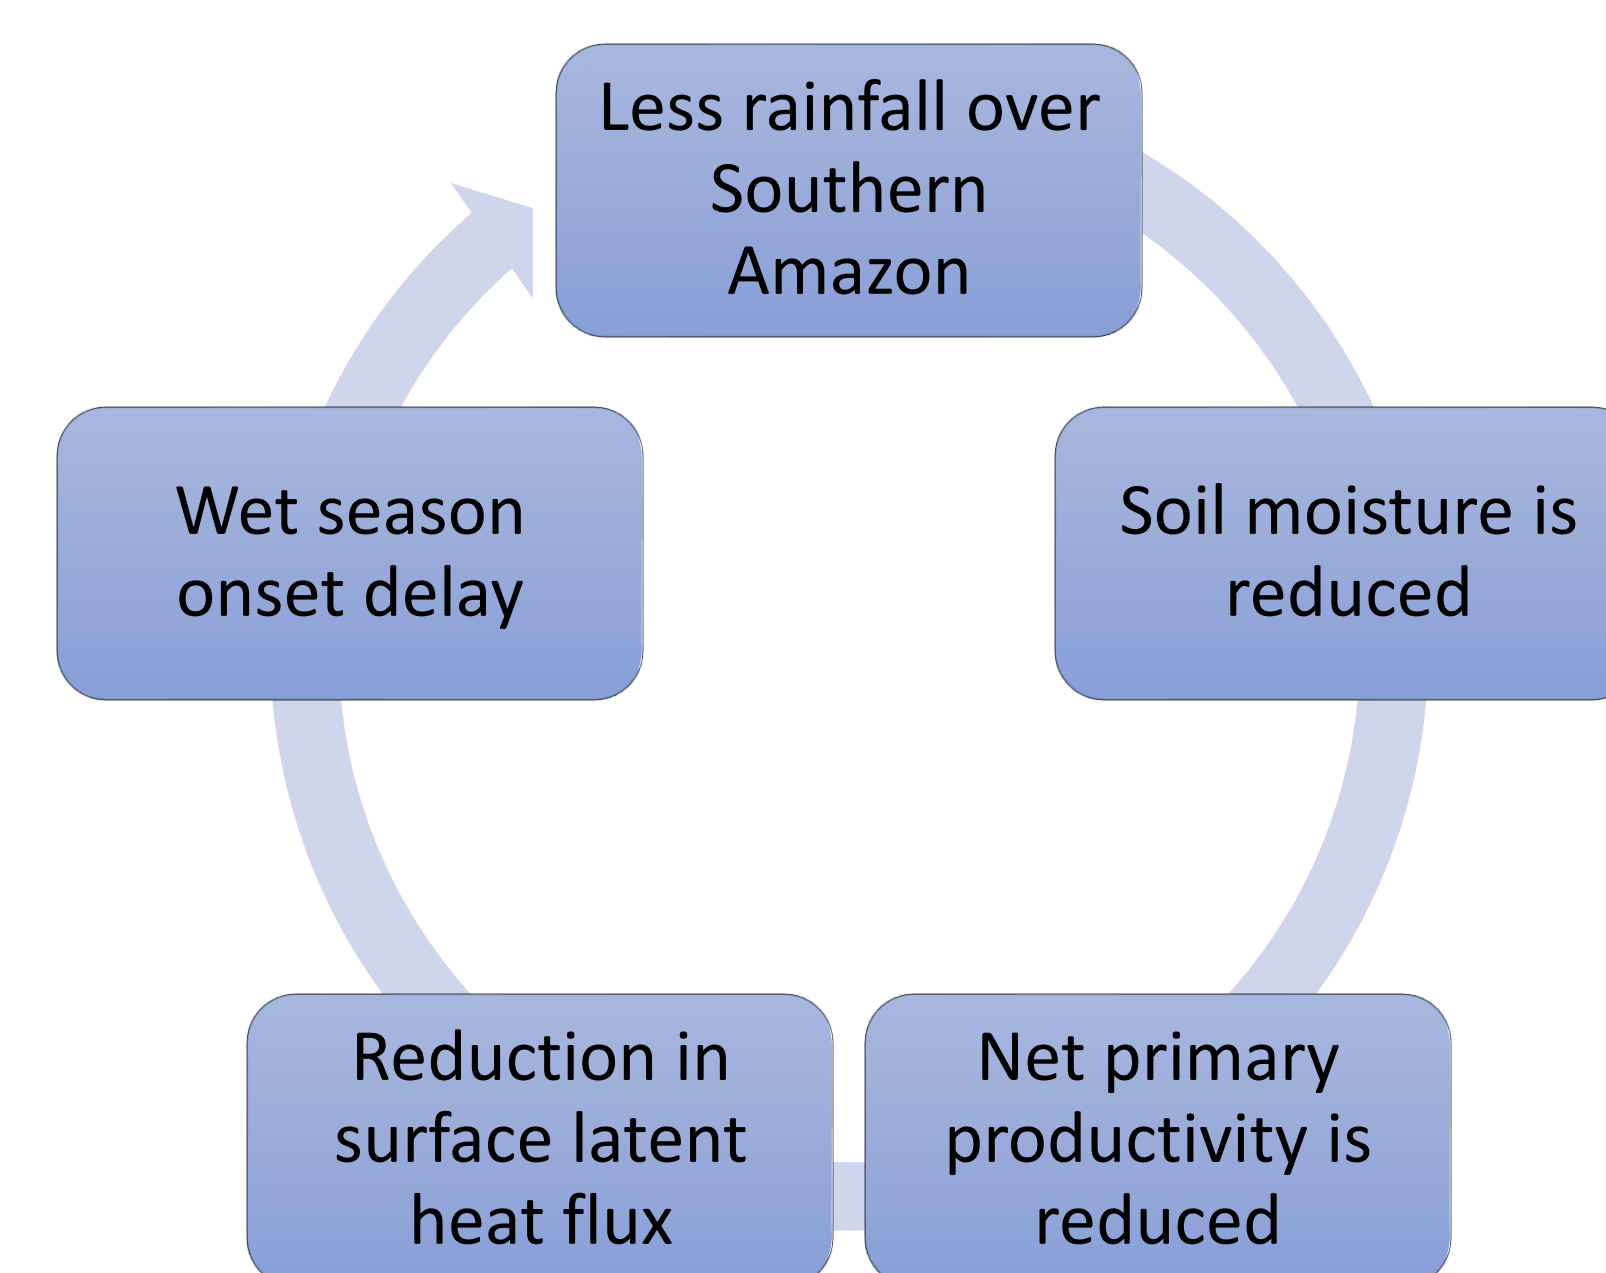 Less rainfall over
Southern
Amazon
Soil moisture is
reduced
Net primary
productivity is
reduced
Reduction in
surface latent
heat flux
Wet season
onset delay